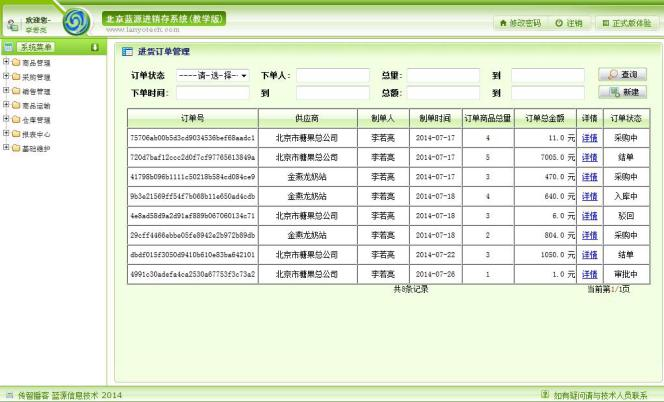 欢迎您-
李若亮
北京蓝源进销存系统(教学版)
www.lanyotech.com
修改密码 注销 正式版体验
系统菜单
商品管理
采购管理
销售管理
商品运输
仓库管理
报表中心
基础维护
进货订单管理
订单状态 ----请-选-择-- 下单人: 总量: 到 查询
下单时间: 到 总额: 到 新建
订单号 供应商 制单人 制单时间 订单商品总量 订单总金额 详情 订单状态
75706ab00b5d3cd9034536bef68aadc1 北京市糖果总公司 李若亮 2014-07-17 4 11.0 元 详情 采购中
720d7baf12ccc2d0f7cf97765613849a 北京市糖果总公司 李若亮 2014-07-17 5 7005.0 元 详情 结单
41798b096b1111c50218b584cd084ce9 金燕龙奶站 李若亮 2014-07-17 3 470.0 元 详情 采购中
9b3e21569ff54f7b068b11e650ad4cdb 金燕龙奶站 李若亮 2014-07-18 4 640.0 元 详情 入库中
4e8ad58d9a2d91af889b067060134c71 北京市糖果总公司 李若亮 2014-07-18 3 6.0 元 详情 驳回
29cff4466ebbe05fe8942e2b972b89db 金燕龙奶站 李若亮 2014-07-18 2 804.0 元 详情 采购中
dbdf015f3050d9410b610e83ba642101 北京市糖果总公司 李若亮 2014-07-22 3 1050.0 元 详情 结单
4991c30adefa4ca2530a67753f3c73a2 北京市糖果总公司 李若亮 2014-07-26 1 1.0 元 详情 审批中
共8条记录 当前第1/1页
传智播客 蓝源信息技术 2014 如有疑问请与技术人员联系